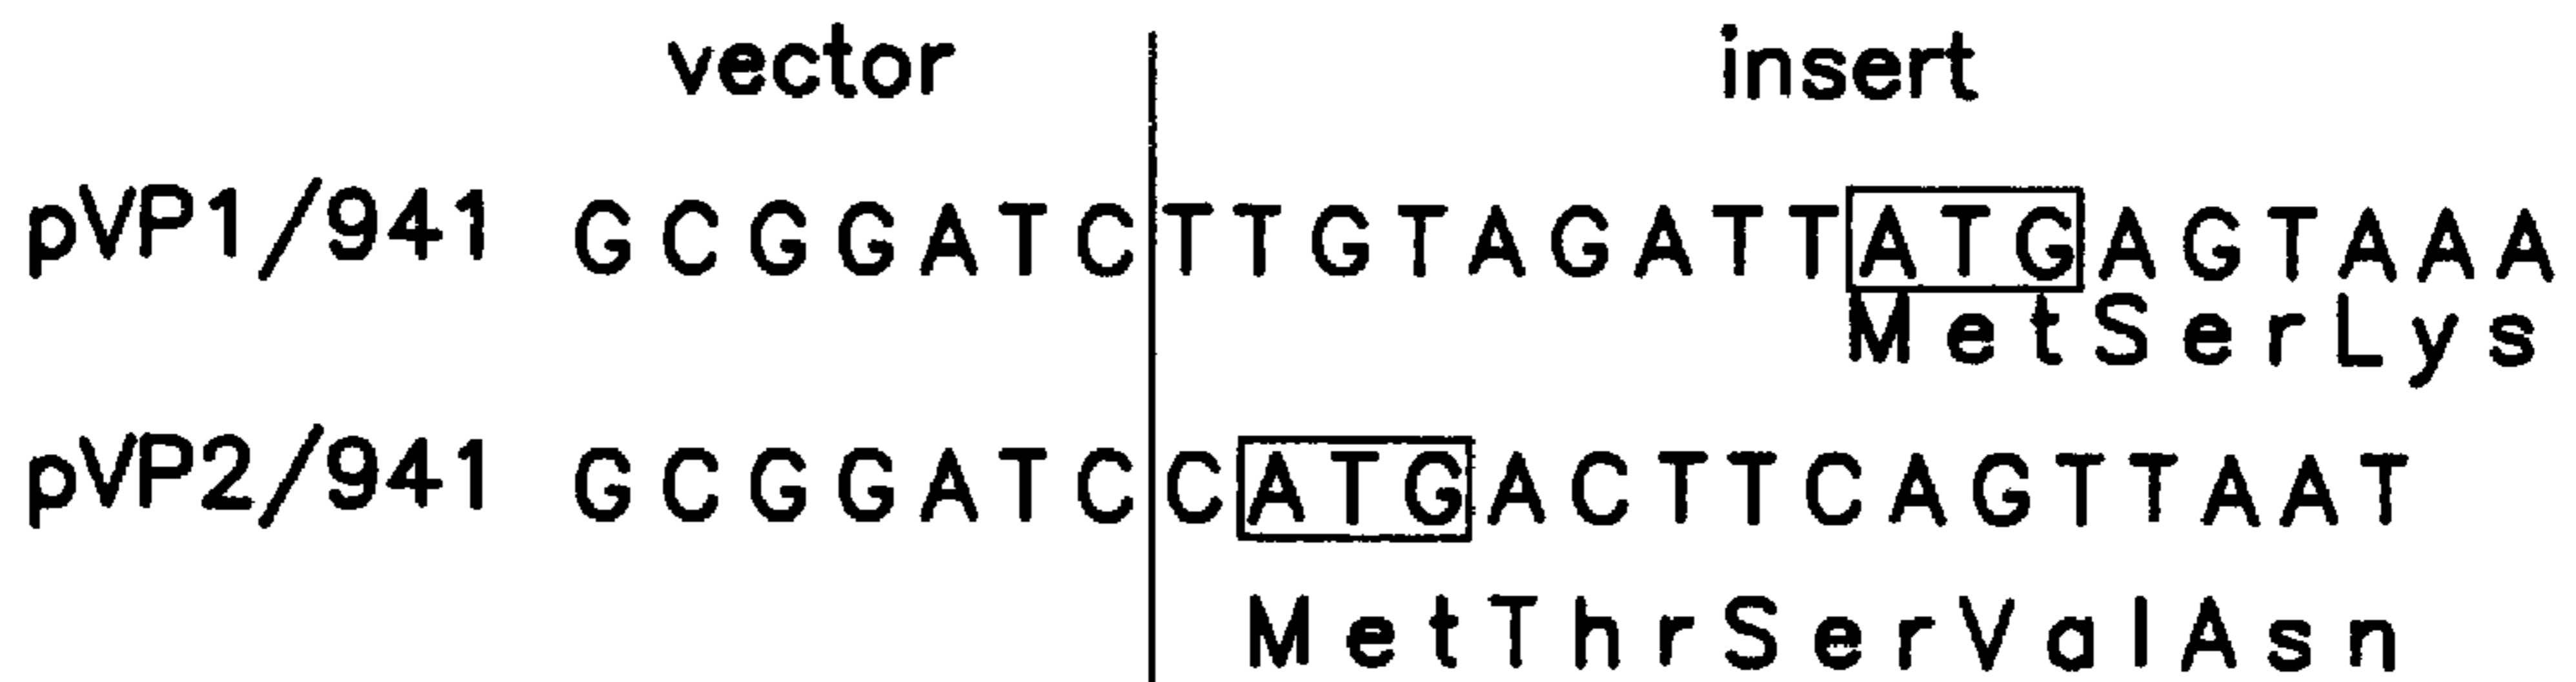 vector insert
pVP1/941 GCGGATCTTGTAGATTATGAGTAAA
MetSerLys
pVP2/941 GCGGATCCATGACTTCAGTTAAT
MetThrSerValAsn